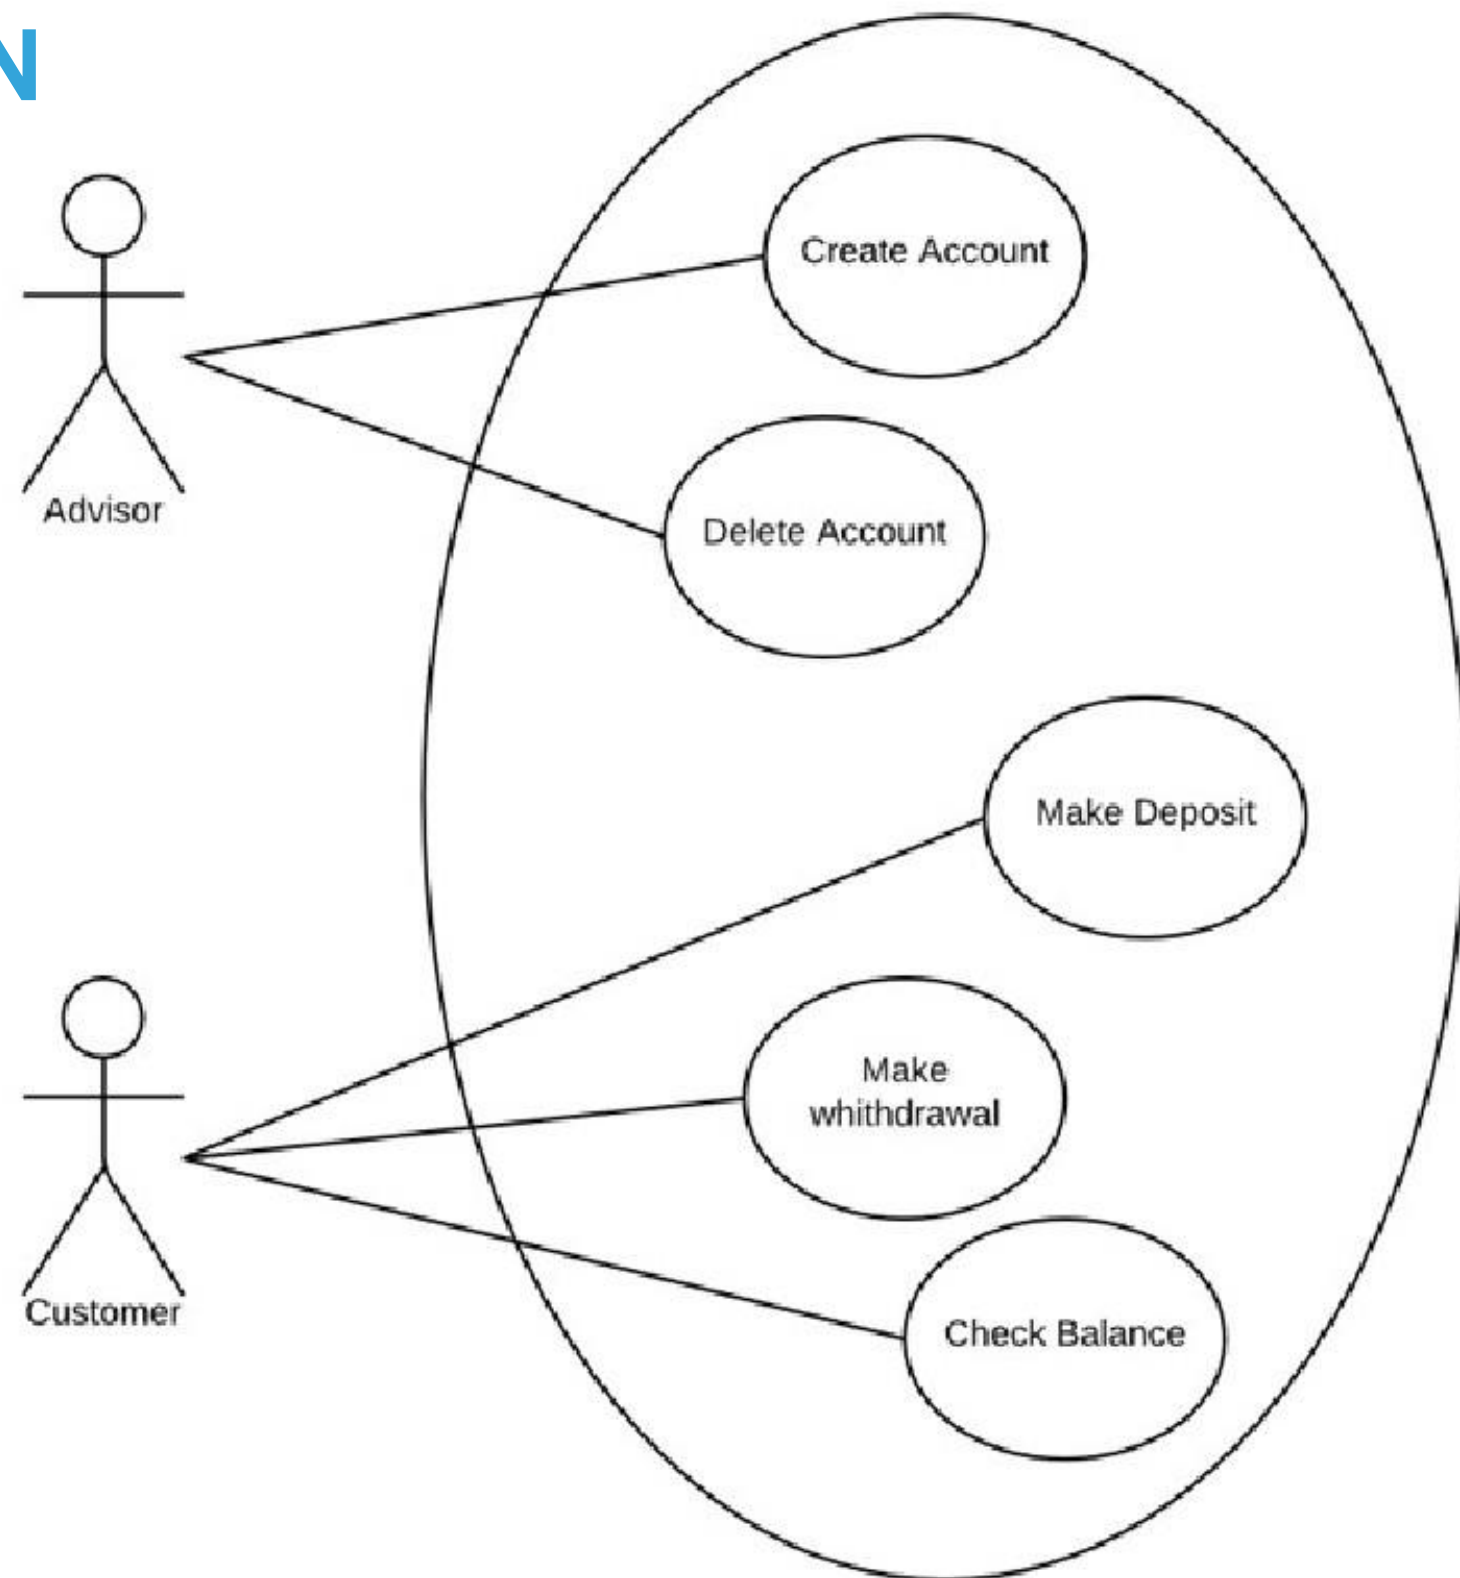 N
Create Account
Advisor
Delete Account
Make Deposit
Make
whithdrawal
Customer
Check Balance